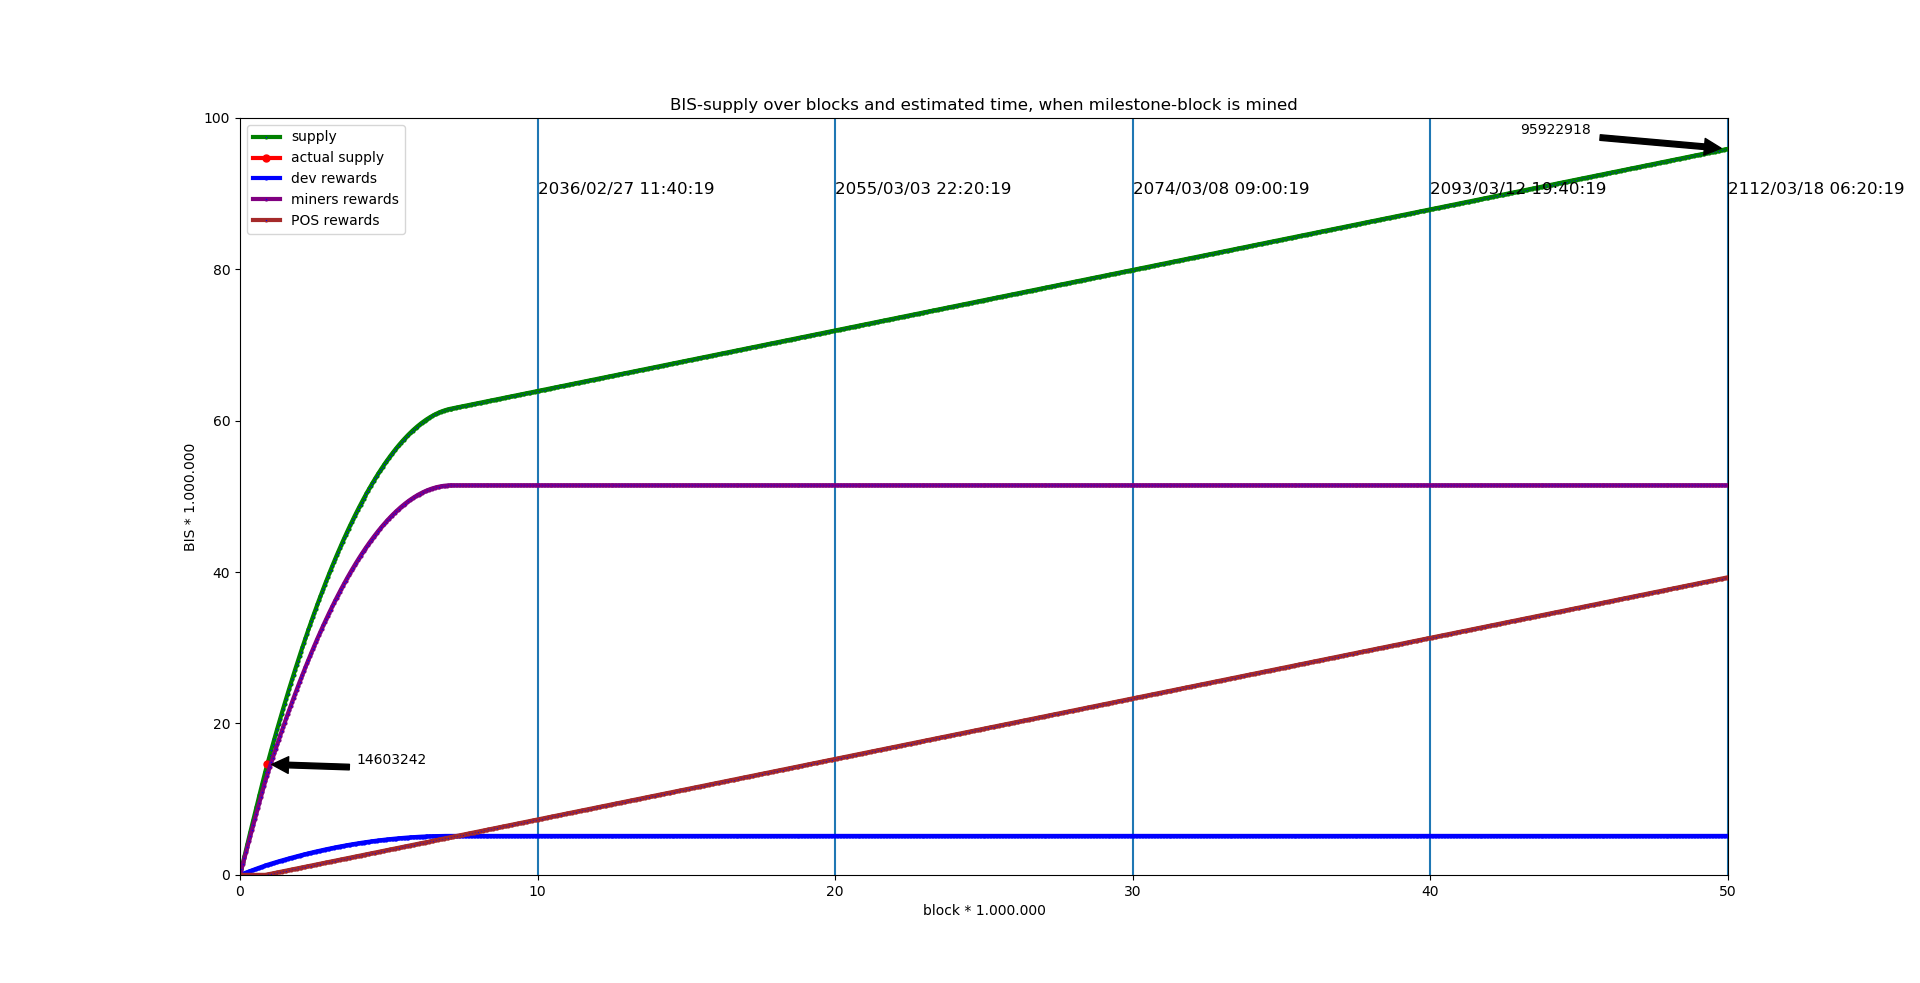 BIS-supply over blocks and estimated time, when milestone-block is mined
100
80
60
40
20
0
BIS * 1.000.000
supply
actual supply
dev rewards
miners rewards
POS rewards
95922918
2036/02/27 11:40:19
2055/03/03 22:20:19
2074/03/08 09:00:19
2093/03/12 19:40:19
2112/03/18 06:20:19
14603242
0
10
20
30
40
50
block * 1.000.000